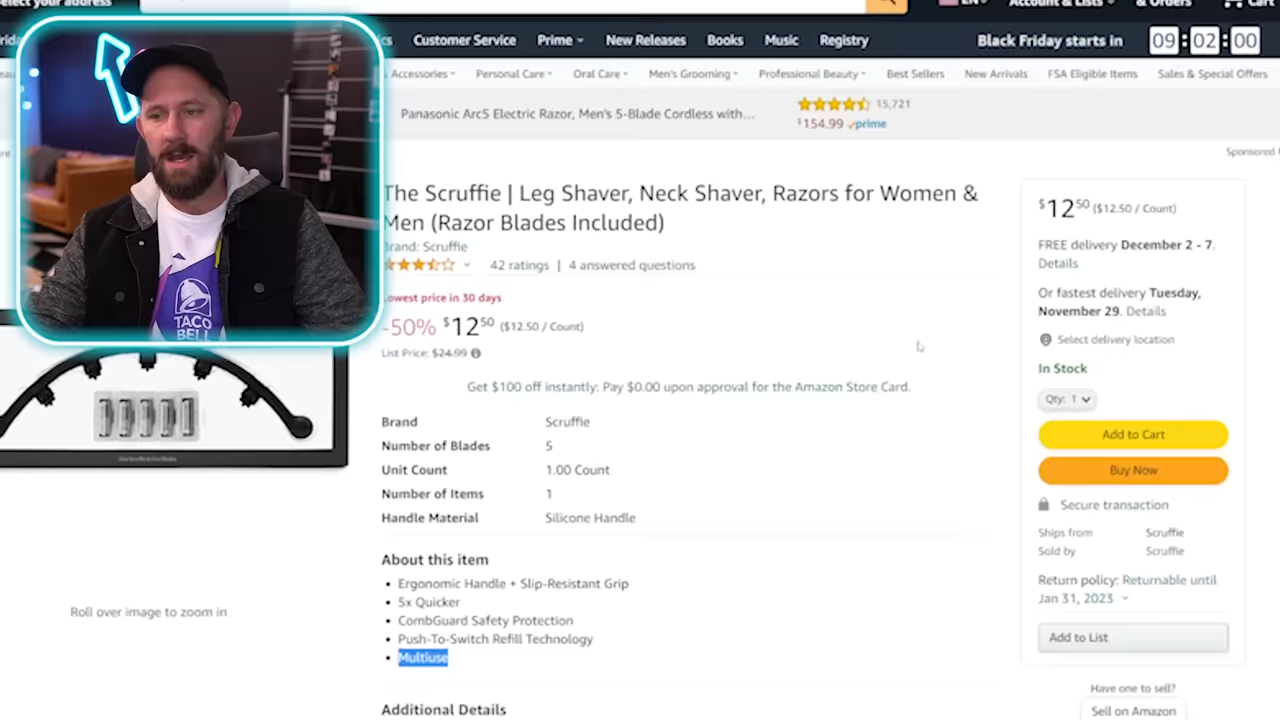 elect your address
EN
Account & Lists
& Orders
Cart
Customer Service
Prime
New Releases
Books
Music
Registry
Black Friday starts in
09:02:00
Accessories
Personal Care
Oral Care
Men's Grooming
Professional Beauty
Best Sellers
New Arrivals
FSA Eligible Items
Sales & Special Offers
Panasonic Arc5 Electric Razor, Men's 5-Blade Cordless with...
15,721
$154.99 prime
Sponsored
The Scruffie | Leg Shaver, Neck Shaver, Razors for Women &
Men (Razor Blades Included)
Brand: Scruffie
42 ratings | 4 answered questions
Lowest price in 30 days
-50% $12 50 ($12.50 / Count)
List Price: $24.99
Get $100 off instantly: Pay $0.00 upon approval for the Amazon Store Card.
Brand Scruffie
Number of Blades 5
Unit Count 1.00 Count
Number of Items 1
Handle Material Silicone Handle
About this item
• Ergonomic Handle + Slip-Resistant Grip
• 5x Quicker
• CombGuard Safety Protection
• Push-To-Switch Refill Technology
• Multiuse
Additional Details
$12 50 ($12.50 / Count)
FREE delivery December 2 - 7.
Details
Or fastest delivery Tuesday,
November 29. Details
Select delivery location
In Stock
Qty: 1
Add to Cart
Buy Now
Secure transaction
Ships from Scruffie
Sold by Scruffie
Return policy: Returnable until
Jan 31, 2023
Add to List
Have one to sell?
Sell on Amazon
TACO
BELL
Roll over image to zoom in